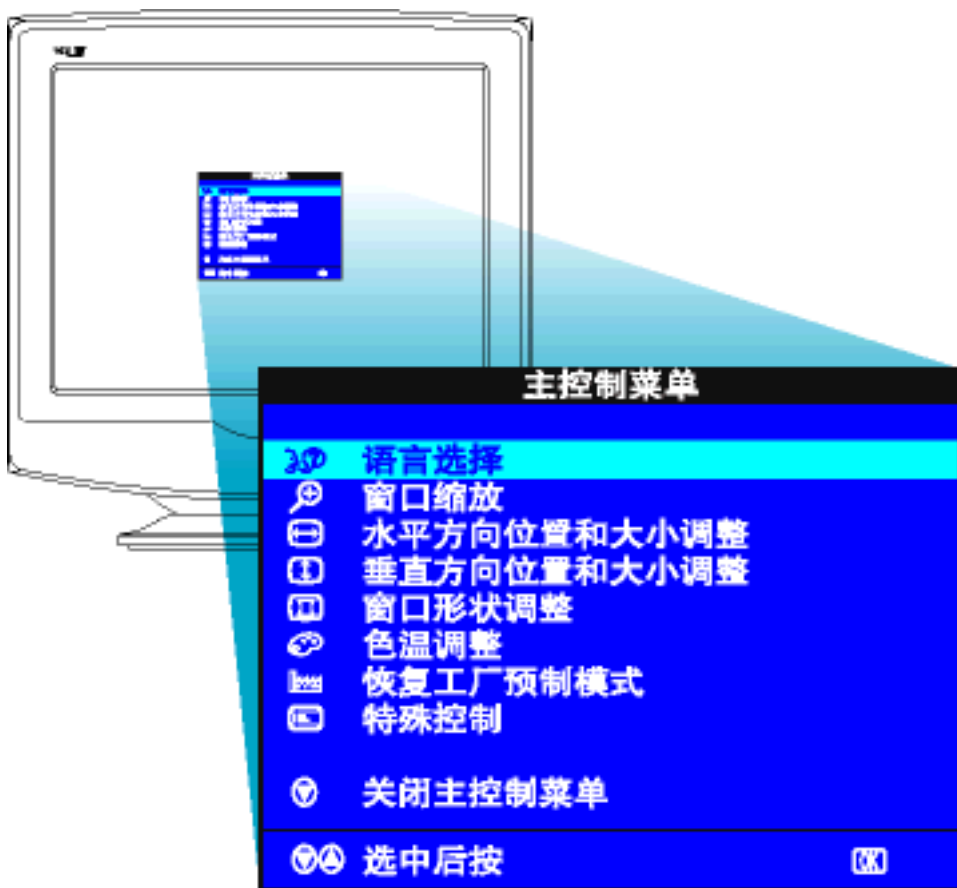 主控制菜单
语言选择
窗口缩放
水平方向位置和大小调整
垂直方向位置和大小调整
窗口形状调整
色温调整
恢复工厂预制模式
特殊控制
关闭主控制菜单
选中后按 OK